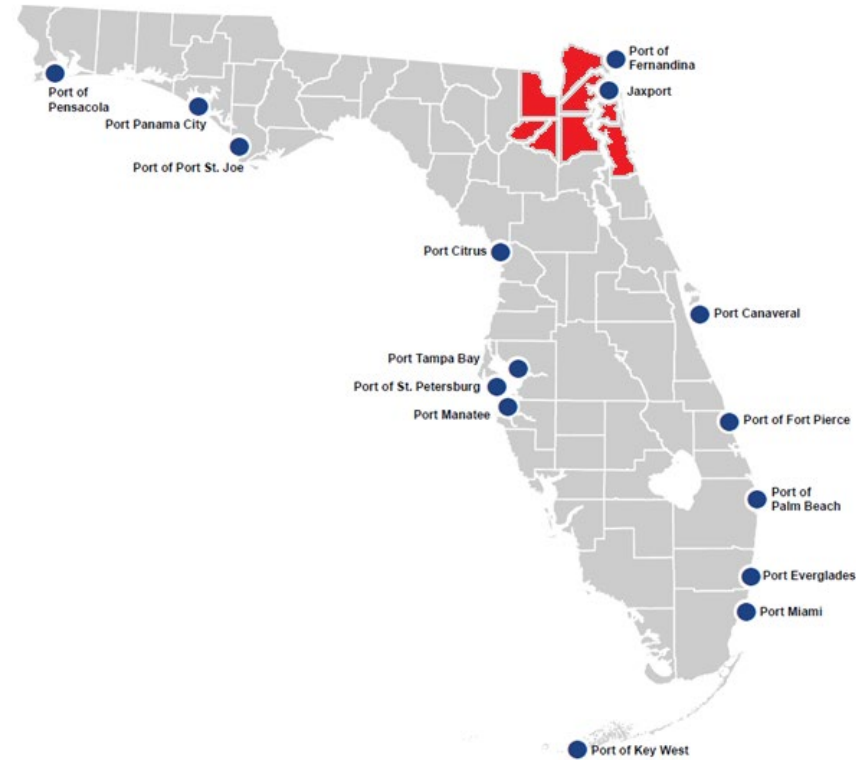 Port of
Fernandina
Jaxport
Port of
Pensacola
Port Panama City
Port of Port St. Joe
Port Citrus
Port Canaveral
Port Tampa Bay
Port of St. Petersburg
Port Manatee
Port of Fort Pierce
Port of
Palm Beach
Port Everglades
Port Miami
Port of Key West